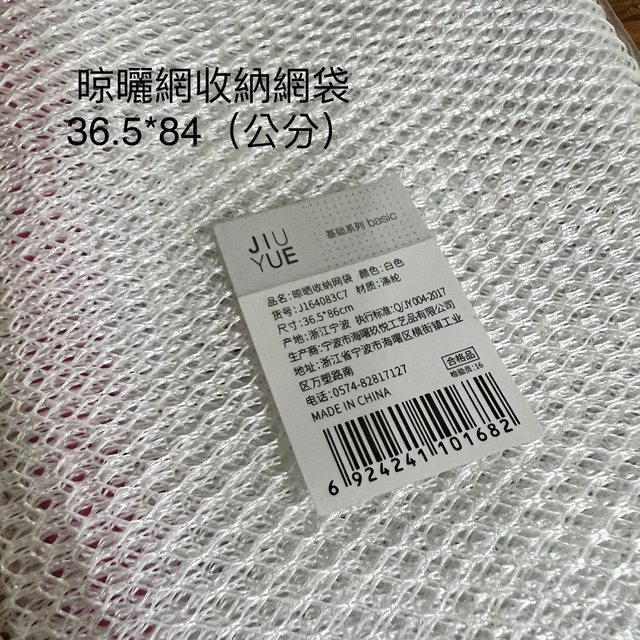 晾曬網收納網袋
36.5*84（公分）
JIU
YUE
基础系列 basic
品名:晾晒收纳网袋 颜色:白色
货号:J164083C7 材质:涤纶
尺寸:36.5*86cm
产地:浙江宁波 执行标准:Q/JY004-2017
生产商:宁波市海曙玖悦工艺品有限公司
地址:浙江省宁波市海曙区横街镇工业
区方塑路南
电话:0574-82817127
MADE IN CHINA
合格品
检验员:16
6 924241 101682